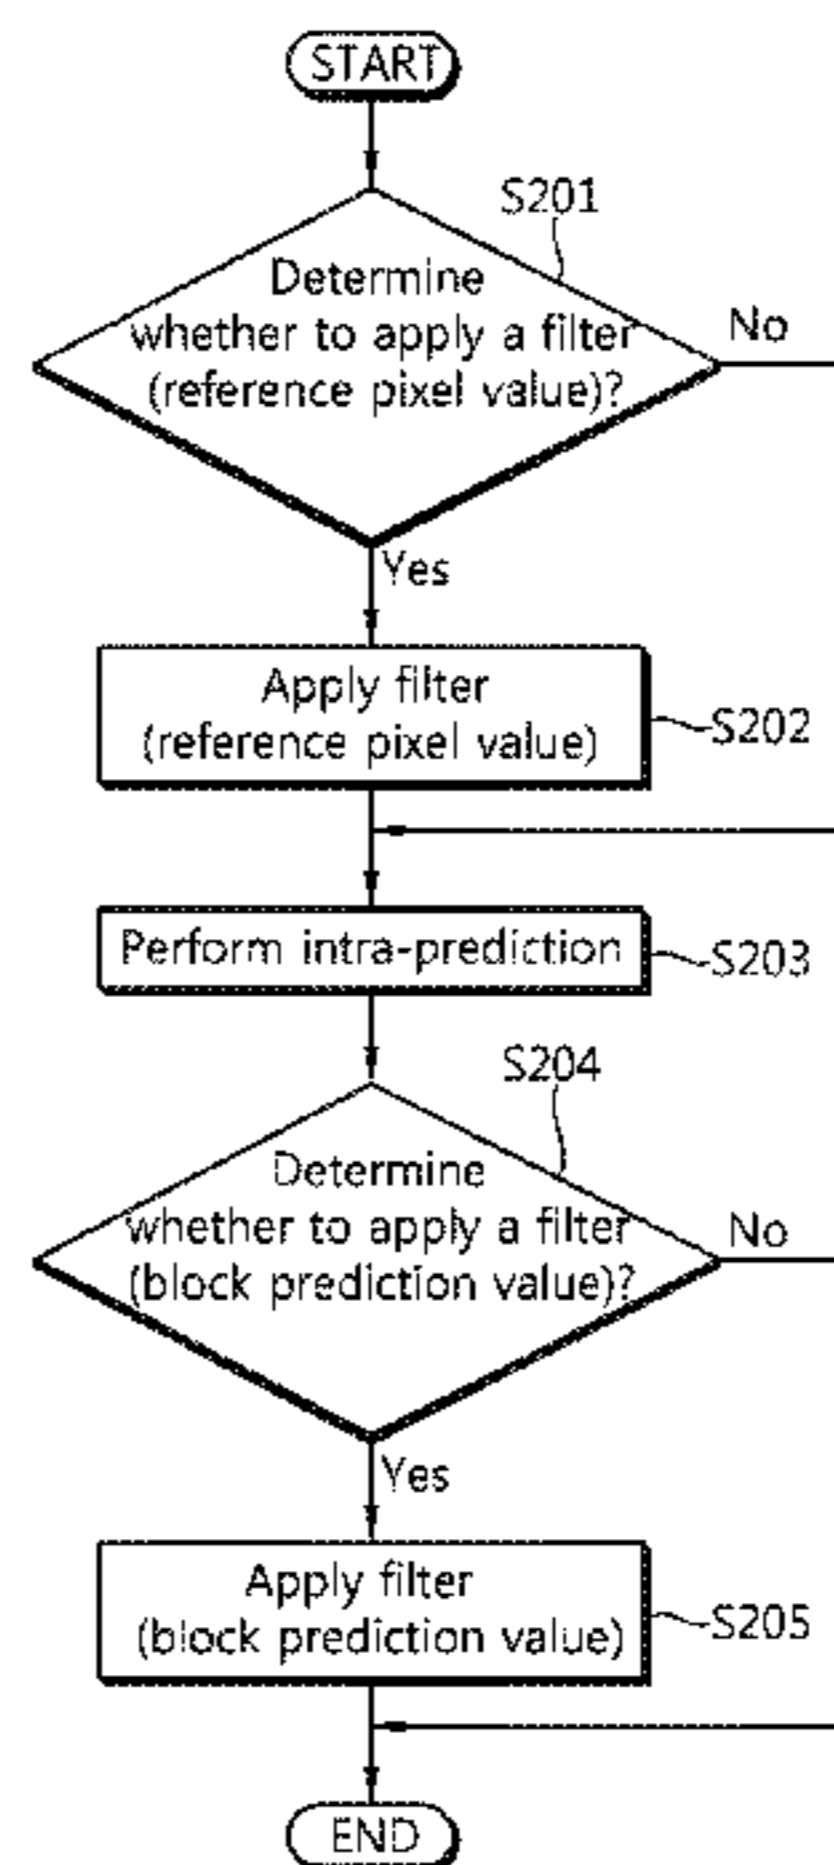 START
S201
Determine
whether to apply a filter
(reference pixel value)?
No
Yes
Apply filter
(reference pixel value)
S202
Perform intra-prediction
S203
S204
Determine
whether to apply a filter
(block prediction value)?
No
Yes
Apply filter
(block prediction value)
S205
END